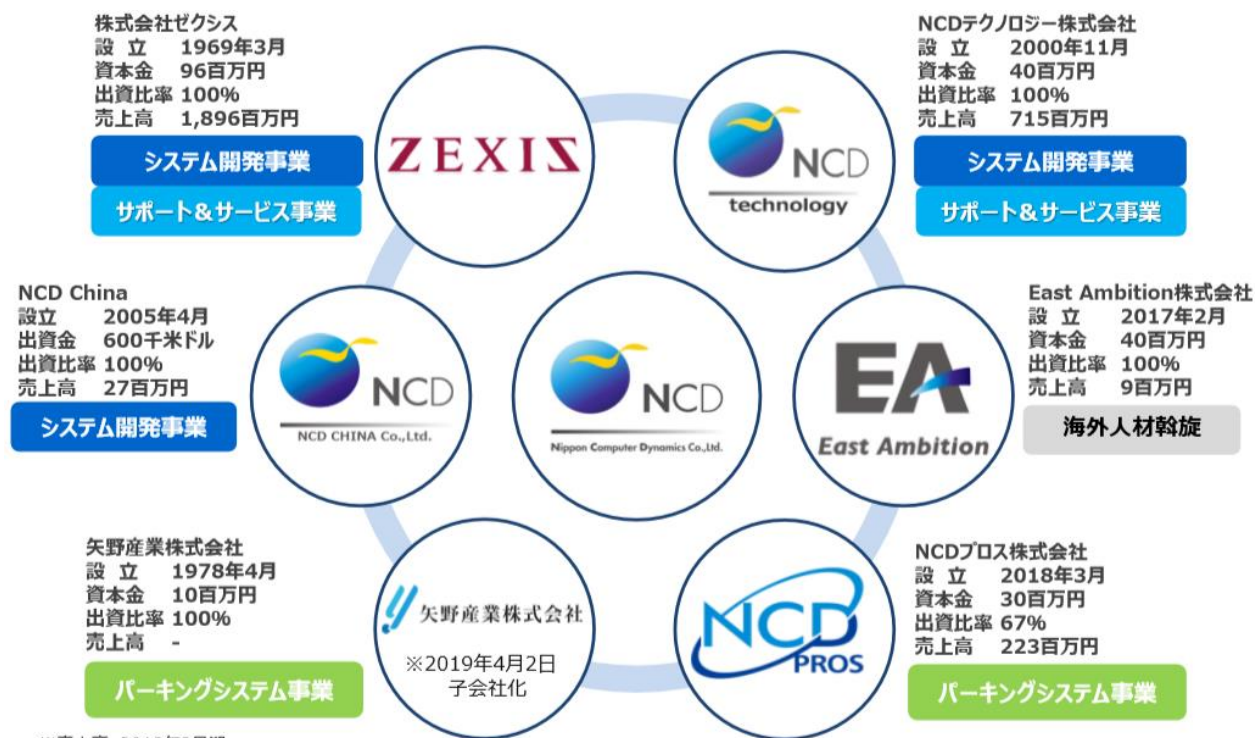 株式会社ゼクシス
設 立 1969年3月
資本金 96百万円
出資比率 100%
売上高 1,896百万円
システム開発事業
サポート&サービス事業
ZEXIS
NCD
technology
NCDテクノロジー株式会社
設 立 2000年11月
資本金 40百万円
出資比率 100%
売上高 715百万円
システム開発事業
サポート&サービス事業
NCD China
設立 2005年4月
出資金 600千米ドル
出資比率 100%
売上高 27百万円
システム開発事業
NCD
NCD CHINA Co.,Ltd.
NCD
Nippon Computer Dynamics Co.,Ltd.
EA
East Ambition
East Ambition株式会社
設 立 2017年2月
資本金 40百万円
出資比率 100%
売上高 9百万円
海外人材斡旋
矢野産業株式会社
設 立 1978年4月
資本金 10百万円
出資比率 100%
売上高 -
パーキングシステム事業
矢野産業株式会社
※2019年4月2日
子会社化
NCD
PROS
NCDプロス株式会社
設 立 2018年3月
資本金 30百万円
出資比率 67%
売上高 223百万円
パーキングシステム事業